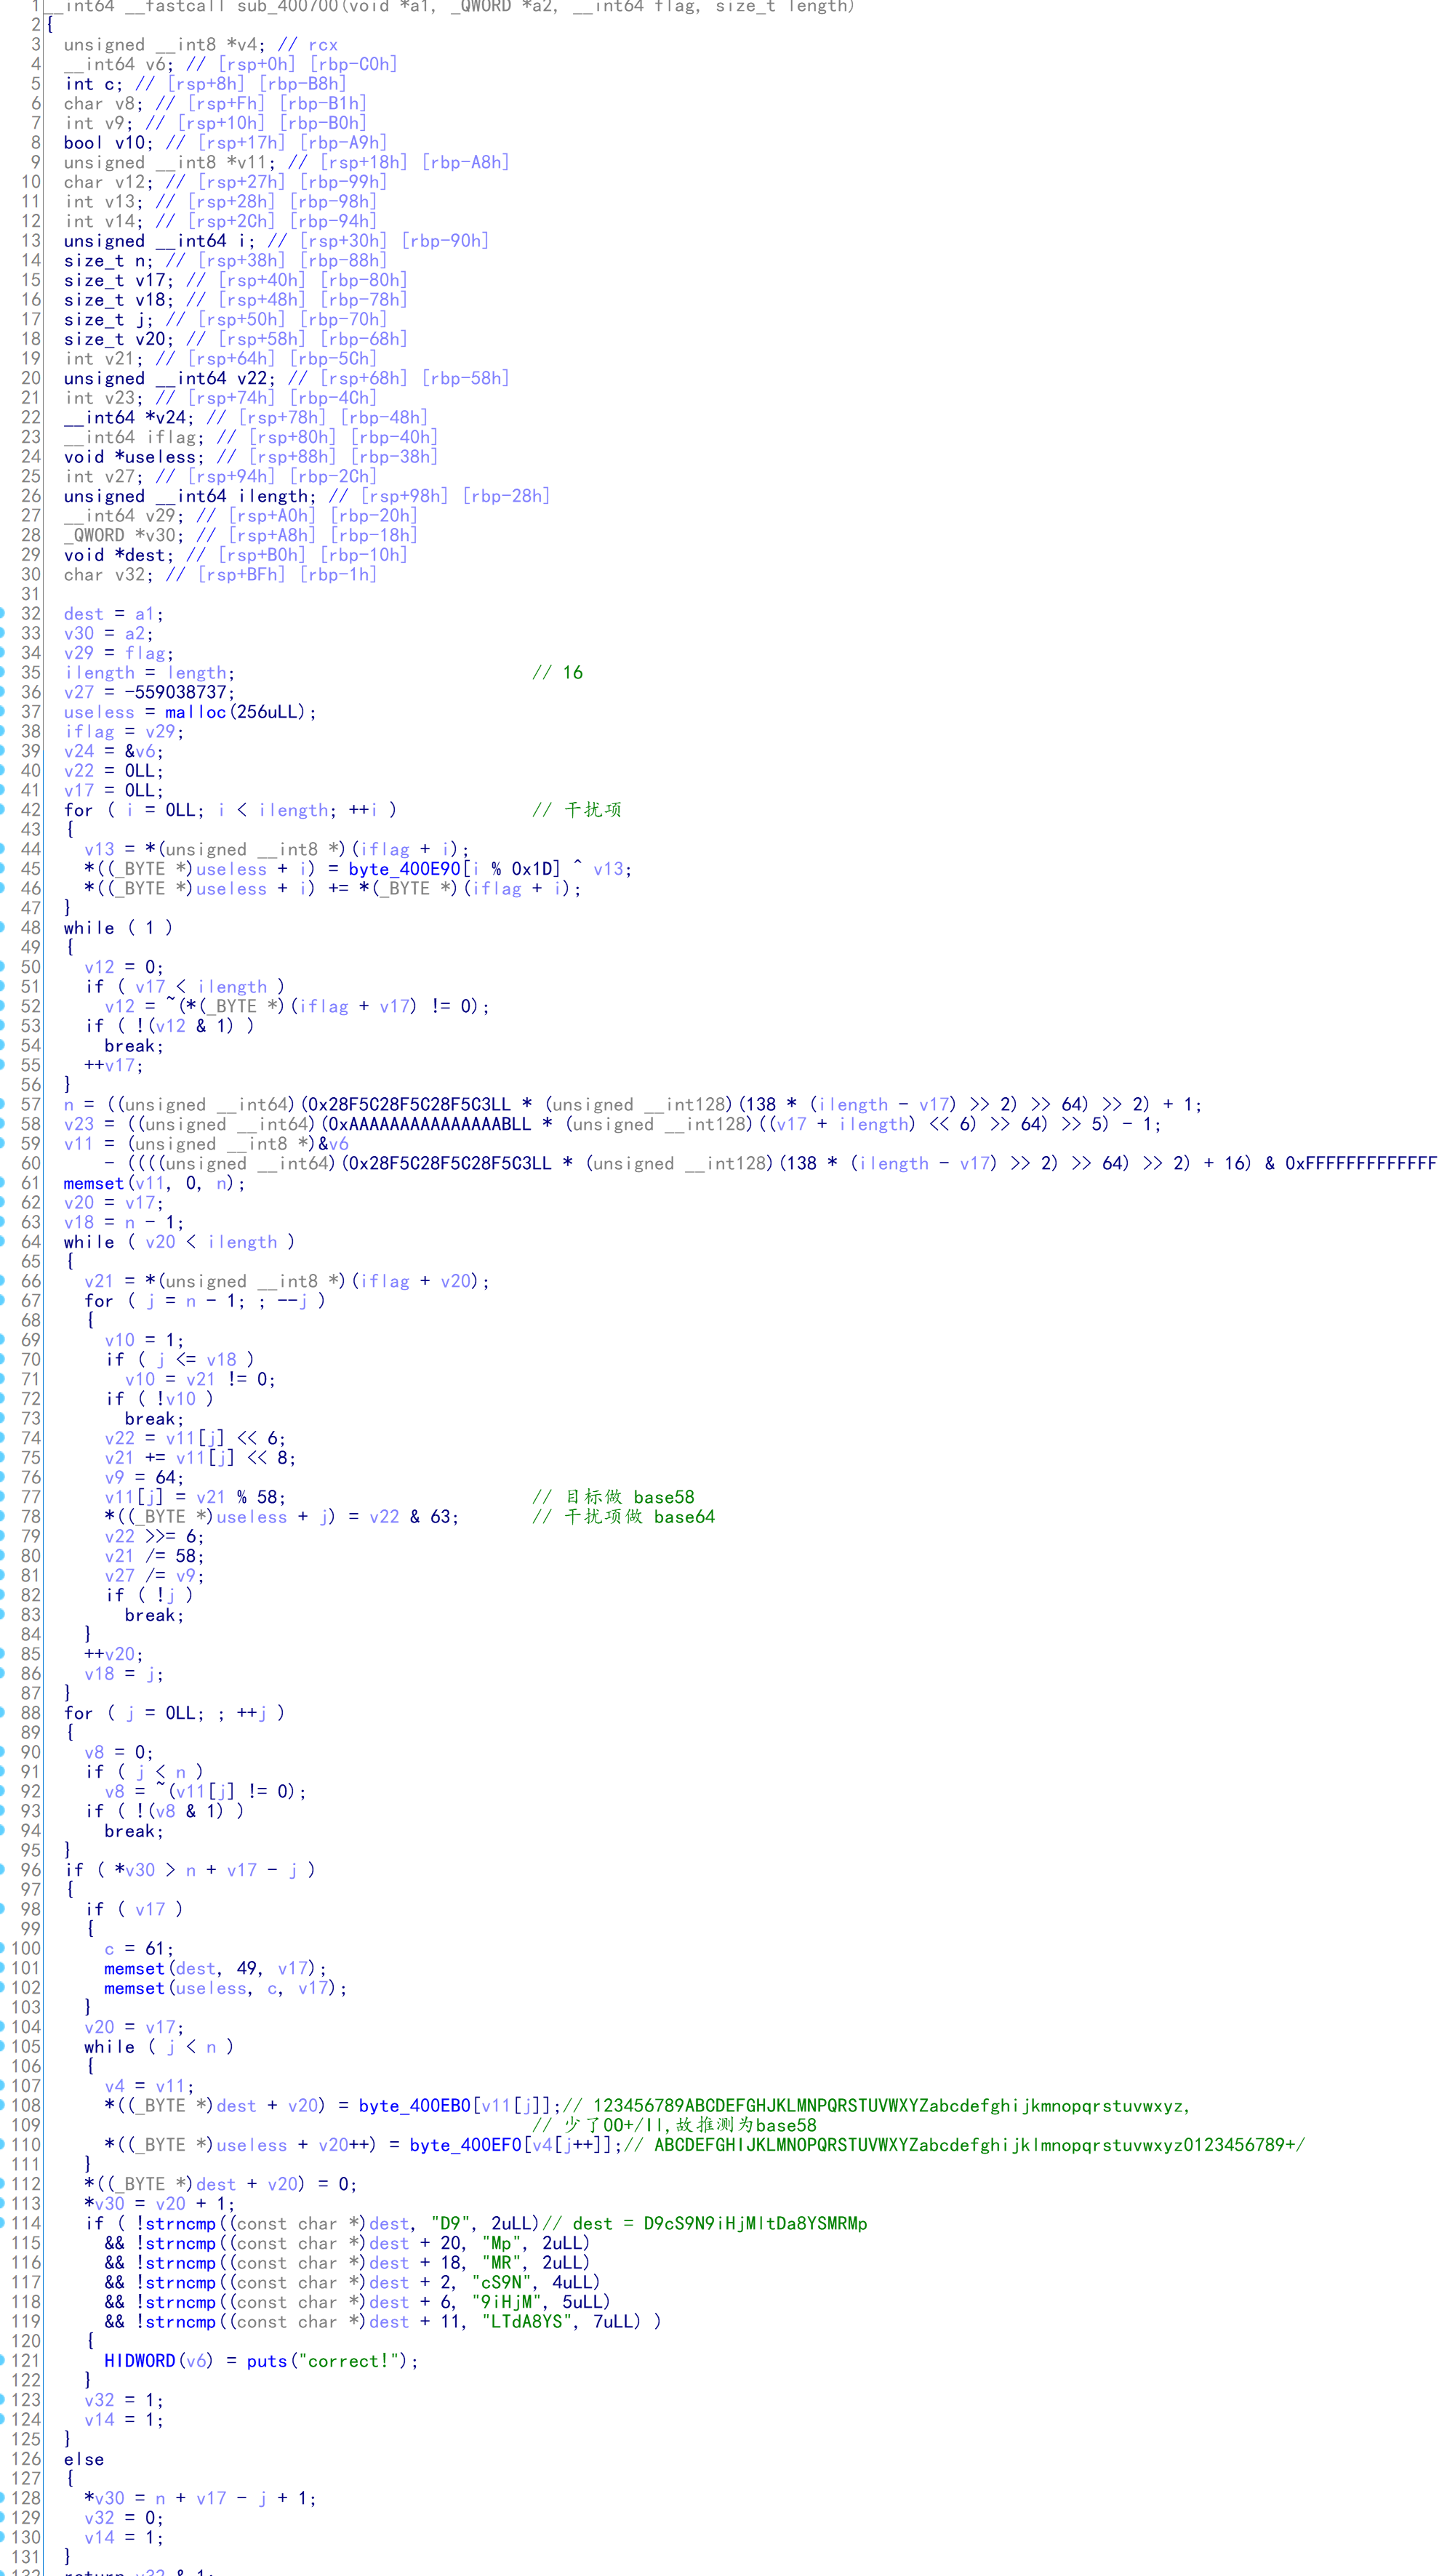 1 __int64 __fastcall sub_400700(void *a1, _QWORD *a2, __int64 flag, size_t length)
2 {
3 unsigned __int8 *v4; // rcx
4 __int64 v6; // [rsp+0h] [rbp-C0h]
5 int c; // [rsp+8h] [rbp-B8h]
6 char v8; // [rsp+Fh] [rbp-B1h]
7 int v9; // [rsp+10h] [rbp-B0h]
8 bool v10; // [rsp+17h] [rbp-A9h]
9 unsigned __int8 *v11; // [rsp+18h] [rbp-A8h]
10 char v12; // [rsp+27h] [rbp-99h]
11 int v13; // [rsp+28h] [rbp-98h]
12 int v14; // [rsp+2Ch] [rbp-94h]
13 unsigned __int64 i; // [rsp+30h] [rbp-90h]
14 size_t n; // [rsp+38h] [rbp-88h]
15 size_t v17; // [rsp+40h] [rbp-80h]
16 size_t v18; // [rsp+48h] [rbp-78h]
17 size_t j; // [rsp+50h] [rbp-70h]
18 size_t v20; // [rsp+58h] [rbp-68h]
19 int v21; // [rsp+64h] [rbp-5Ch]
20 unsigned __int64 v22; // [rsp+68h] [rbp-58h]
21 int v23; // [rsp+74h] [rbp-4Ch]
22 __int64 *v24; // [rsp+78h] [rbp-48h]
23 __int64 iflag; // [rsp+80h] [rbp-40h]
24 void *useless; // [rsp+88h] [rbp-38h]
25 int v27; // [rsp+94h] [rbp-2Ch]
26 unsigned __int64 ilength; // [rsp+98h] [rbp-28h]
27 __int64 v29; // [rsp+A0h] [rbp-20h]
28 _QWORD *v30; // [rsp+A8h] [rbp-18h]
29 void *dest; // [rsp+B0h] [rbp-10h]
30 char v32; // [rsp+BFh] [rbp-1h]
31
32 dest = a1;
33 v30 = a2;
34 v29 = flag;
35 ilength = length; // 16
36 v27 = -559038737;
37 useless = malloc(256uLL);
38 iflag = v29;
39 v24 = &v6;
40 v22 = 0LL;
41 v17 = 0LL;
42 for ( i = 0LL; i < ilength; ++i ) // 干扰项
43 {
44 v13 = *(unsigned __int8 *)(iflag + i);
45 *((_BYTE *)useless + i) = byte_400E90[i % 0x1D] ^ v13;
46 *((_BYTE *)useless + i) += *(_BYTE *)(iflag + i);
47 }
48 while ( 1 )
49 {
50 v12 = 0;
51 if ( v17 < ilength )
52 v12 = ~(*(_BYTE *)(iflag + v17) != 0);
53 if ( !(v12 & 1) )
54 break;
55 ++v17;
56 }
57 n = ((unsigned __int64)(0x28F5C28F5C28F5C3LL * (unsigned __int128)(138 * (ilength - v17) >> 2) >> 64) >> 2) + 1;
58 v23 = ((unsigned __int64)(0xAAAAAAAAAAAAAAABLL * (unsigned __int128)((v17 + ilength) << 6) >> 64) >> 5) - 1;
59 v11 = (unsigned __int8 *)&v6
60 - ((((unsigned __int64)(0x28F5C28F5C28F5C3LL * (unsigned __int128)(138 * (ilength - v17) >> 2) >> 64) >> 2) + 16) & 0xFFFFFFFFFFFFF
61 memset(v11, 0, n);
62 v20 = v17;
63 v18 = n - 1;
64 while ( v20 < ilength )
65 {
66 v21 = *(unsigned __int8 *)(iflag + v20);
67 for ( j = n - 1; ; --j )
68 {
69 v10 = 1;
70 if ( j <= v18 )
71 v10 = v21 != 0;
72 if ( !v10 )
73 break;
74 v22 = v11[j] << 6;
75 v21 += v11[j] << 8;
76 v9 = 64;
77 v11[j] = v21 % 58; // 目标做 base58
78 *((_BYTE *)useless + j) = v22 & 63; // 干扰项做 base64
79 v22 >>= 6;
80 v21 /= 58;
81 v27 /= v9;
82 if ( !j )
83 break;
84 }
85 ++v20;
86 v18 = j;
87 }
88 for ( j = 0LL; ; ++j )
89 {
90 v8 = 0;
91 if ( j < n )
92 v8 = ~(v11[j] != 0);
93 if ( !(v8 & 1) )
94 break;
95 }
96 if ( *v30 > n + v17 - j )
97 {
98 if ( v17 )
99 {
100 c = 61;
101 memset(dest, 49, v17);
102 memset(useless, c, v17);
103 }
104 v20 = v17;
105 while ( j < n )
106 {
107 v4 = v11;
108 *((_BYTE *)dest + v20) = byte_400EB0[v11[j]];// 123456789ABCDEFGHJKLMNPQRSTUVWXYZabcdefghijkmnopqrstuvwxyz,
109 // 少了0O+/Il,故推测为base58
110 *((_BYTE *)useless + v20++) = byte_400EF0[v4[j++]];// ABCDEFGHIJKLMNOPQRSTUVWXYZabcdefghijklmnopqrstuvwxyz0123456789+/
111 }
112 *((_BYTE *)dest + v20) = 0;
113 *v30 = v20 + 1;
114 if ( !strncmp((const char *)dest, "D9", 2uLL)// dest = D9cS9N9iHjMltDa8YSMRMp
115 && !strncmp((const char *)dest + 20, "Mp", 2uLL)
116 && !strncmp((const char *)dest + 18, "MR", 2uLL)
117 && !strncmp((const char *)dest + 2, "cS9N", 4uLL)
118 && !strncmp((const char *)dest + 6, "9iHjM", 5uLL)
119 && !strncmp((const char *)dest + 11, "LTdA8YS", 7uLL) )
120 {
121 HIDWORD(v6) = puts("correct!");
122 }
123 v32 = 1;
124 v14 = 1;
125 }
126 else
127 {
128 *v30 = n + v17 - j + 1;
129 v32 = 0;
130 v14 = 1;
131 }
132 return v32 & 1;